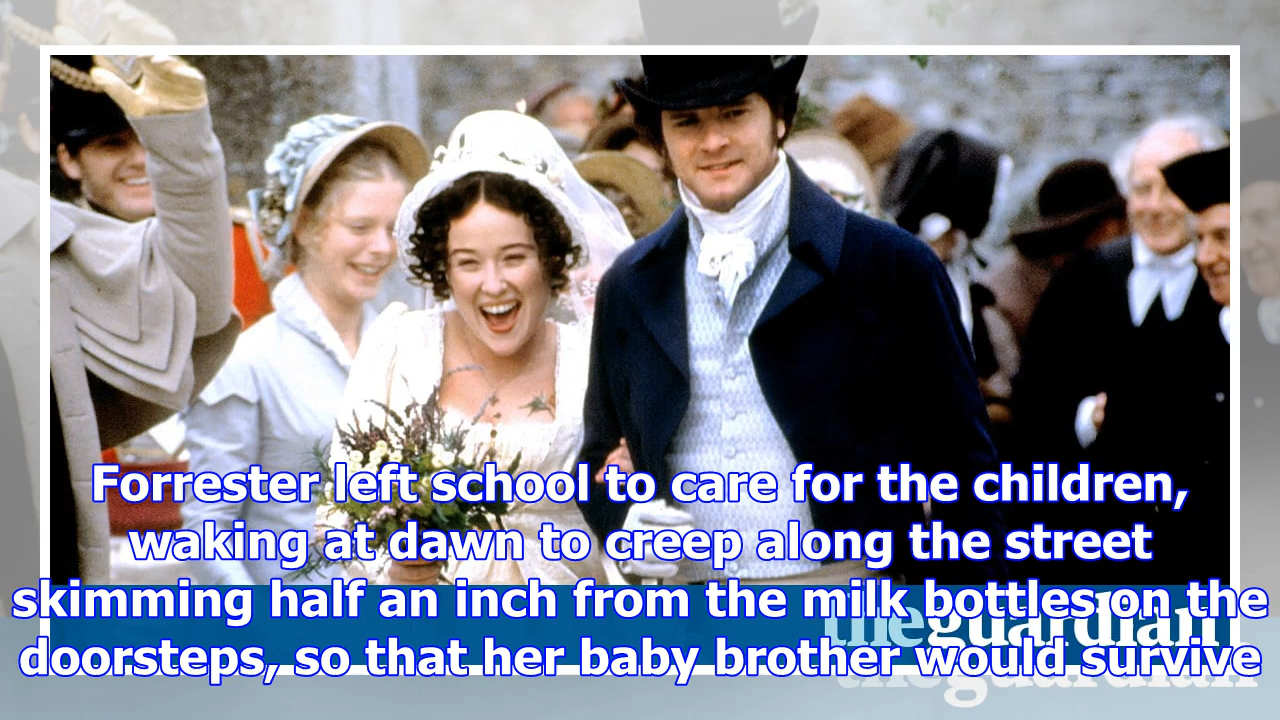 Forrester left school to care for the children,
waking at dawn to creep along the street
skimming half an inch from the milk bottles on the
doorsteps, so that her baby brother would survive
theguardian
theguardian